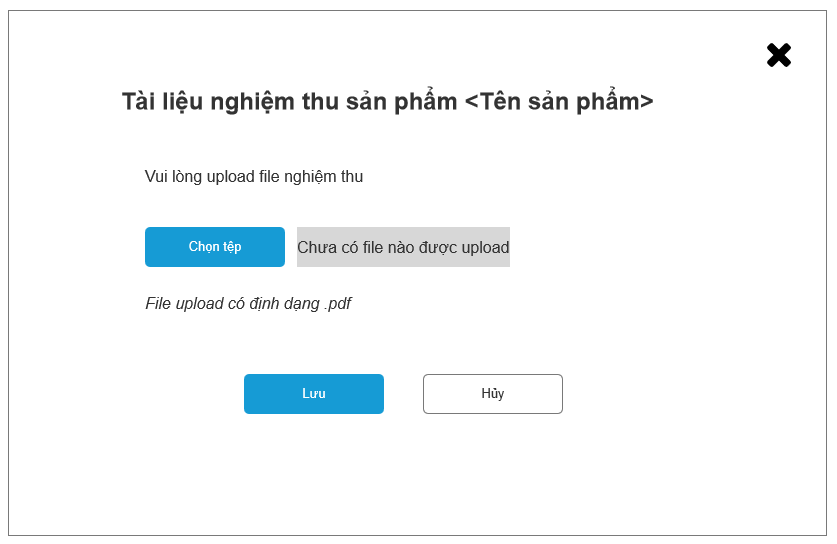 Tài liệu nghiệm thu sản phẩm <Tên sản phẩm>
Vui lòng upload file nghiệm thu
Chọn tệp Chưa có file nào được upload
File upload có định dạng .pdf
Lưu Hủy